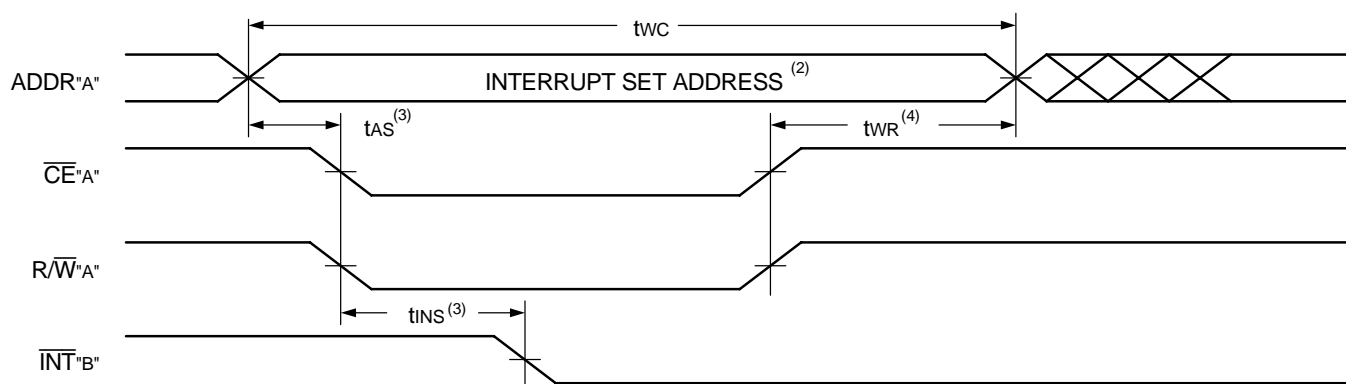 tWC
ADDR"A"
INTERRUPT SET ADDRESS (2)
tAS(3)
tWR(4)
CE"A"
R/W"A"
tINS(3)
INT"B"